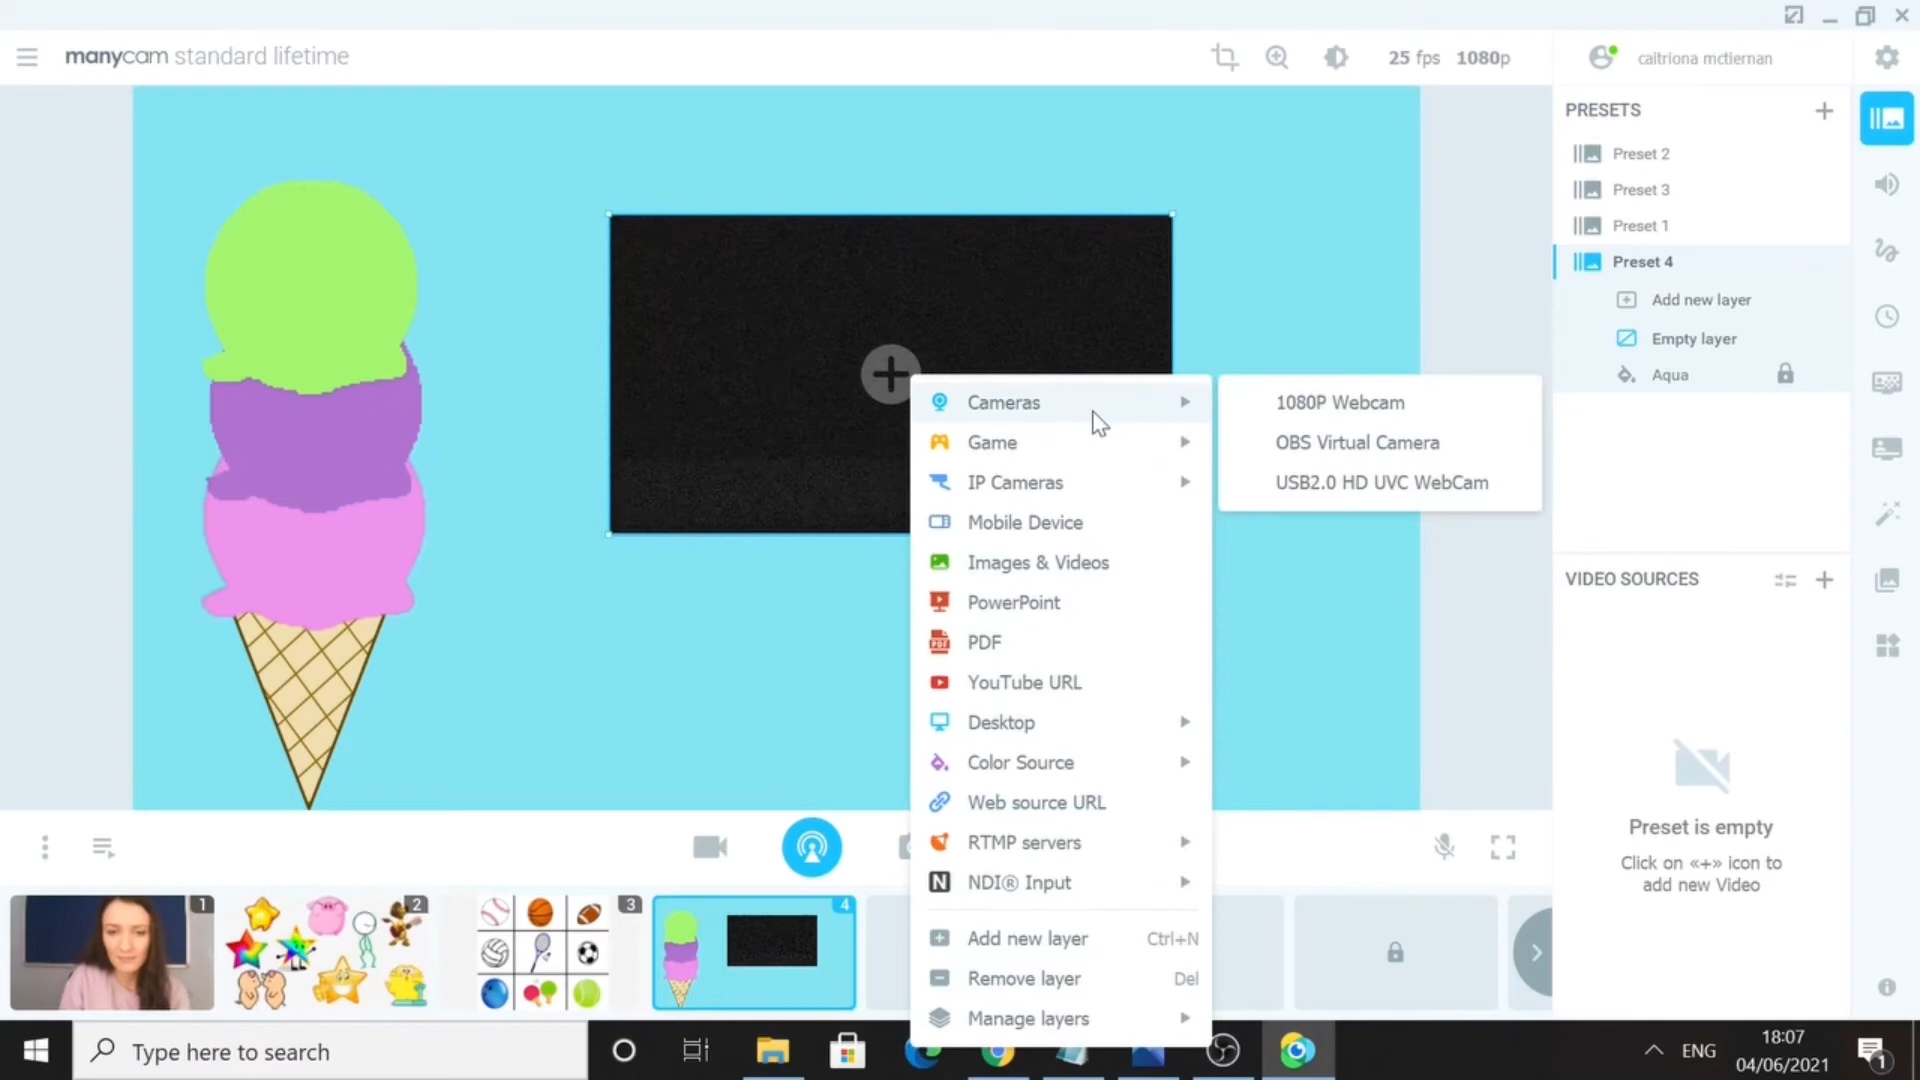 manycam standard lifetime
25 fps 1080p
caitriona mctiernan
PRESETS
Preset 2
Preset 3
Preset 1
Preset 4
Add new layer
Empty layer
Aqua
Cameras
Game
IP Cameras
Mobile Device
Images & Videos
PowerPoint
PDF
YouTube URL
Desktop
Color Source
Web source URL
RTMP servers
NDI® Input
Add new layer Ctrl+N
Remove layer Del
Manage layers
1080P Webcam
OBS Virtual Camera
USB2.0 HD UVC WebCam
VIDEO SOURCES
Preset is empty
Click on «+» icon to
add new Video
1
2
3
4
Type here to search
ENG
18:07
04/06/2021
1